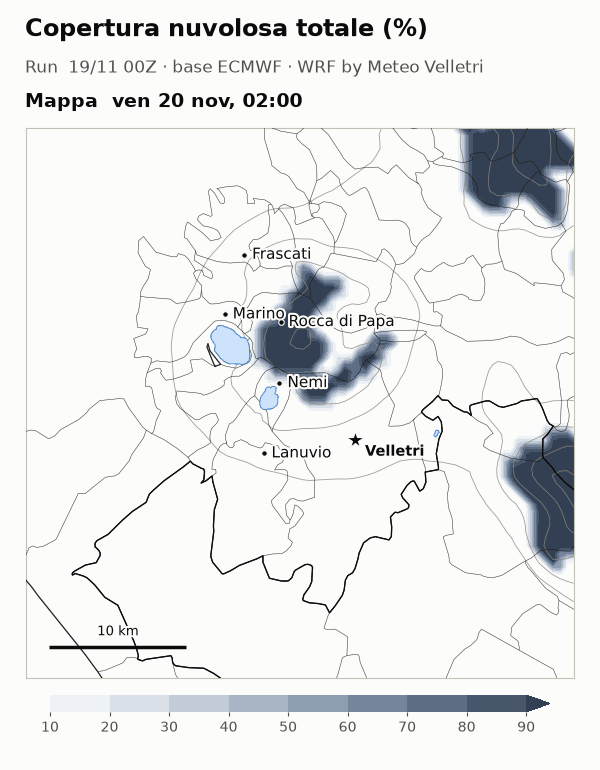 Copertura nuvolosa totale (%)
Run  19/11 00Z · base ECMWF · WRF by Meteo Velletri
Mappa  ven 20 nov, 02:00
Frascati
Marino
Rocca di Papa
Nemi
Velletri
Lanuvio
10 km
10 20 30 40 50 60 70 80 90